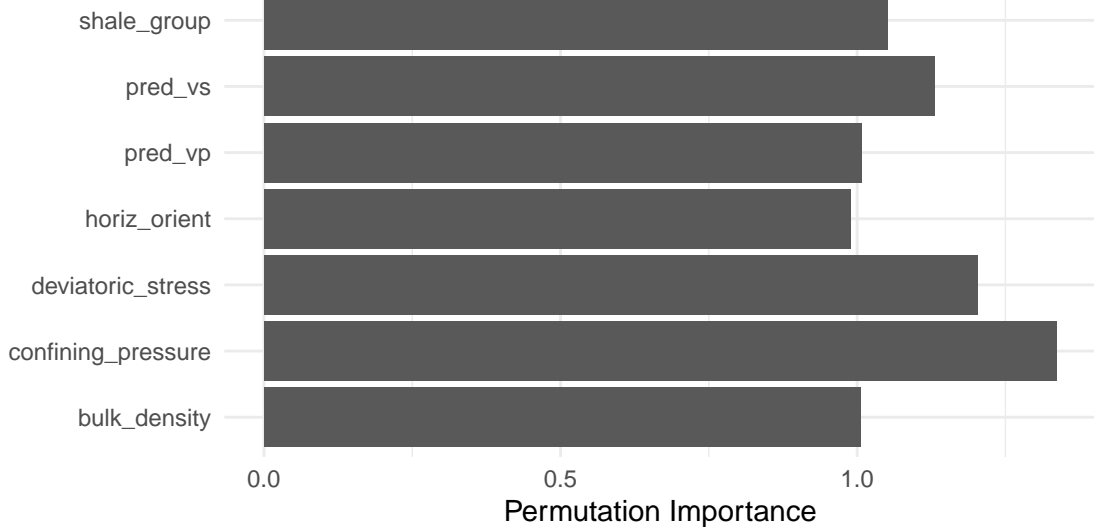 shale_group
pred_vs
pred_vp
horiz_orient
deviatoric_stress
confining_pressure
bulk_density
0.0 0.5 1.0
Permutation Importance